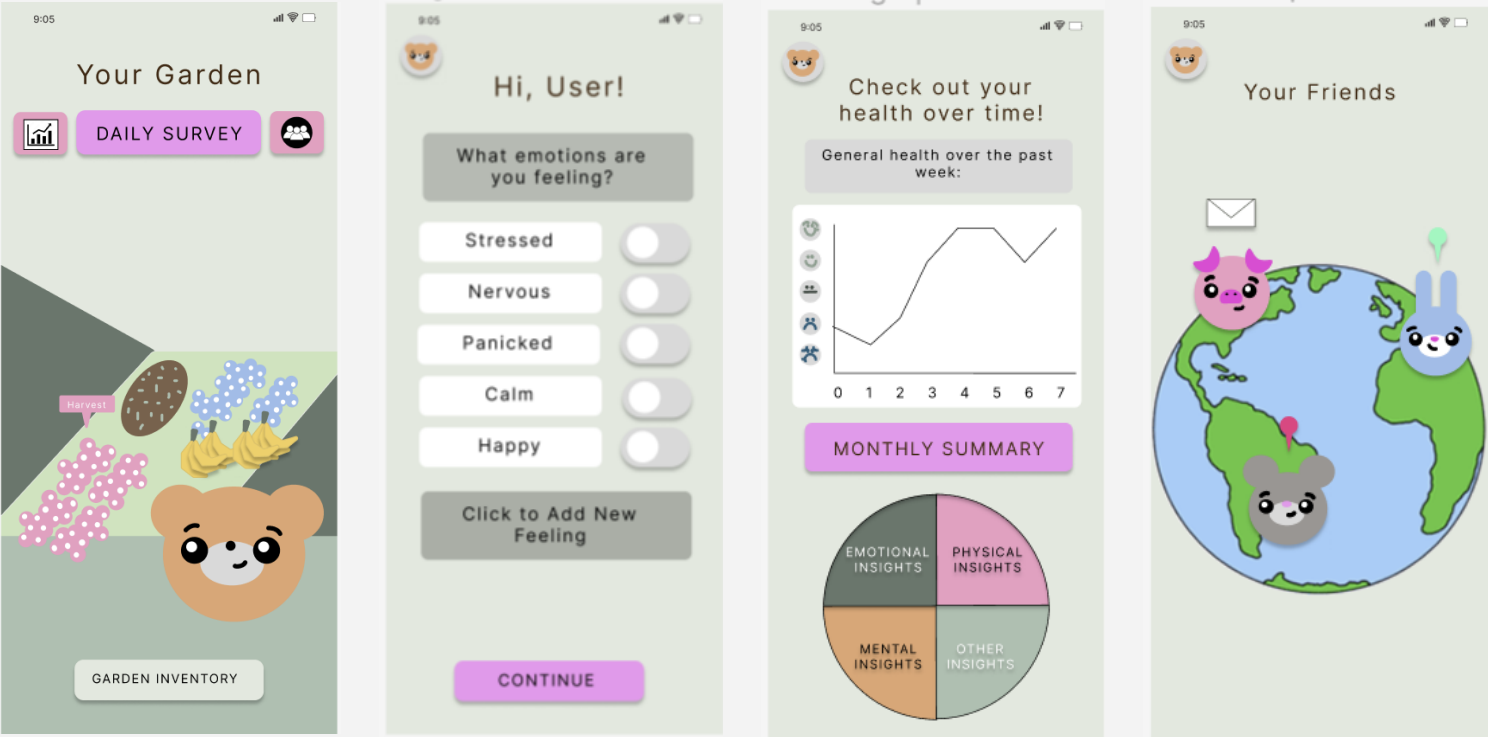 9:05
Your Garden
DAILY SURVEY
Harvest
GARDEN INVENTORY
9:05
Hi, User!
What emotions are
you feeling?
Stressed
Nervous
Panicked
Calm
Happy
Click to Add New
Feeling
CONTINUE
9:05
Check out your
health over time!
General health over the past
week:
0 1 2 3 4 5 6 7
MONTHLY SUMMARY
EMOTIONAL
INSIGHTS
PHYSICAL
INSIGHTS
MENTAL
INSIGHTS
OTHER
INSIGHTS
9:05
Your Friends